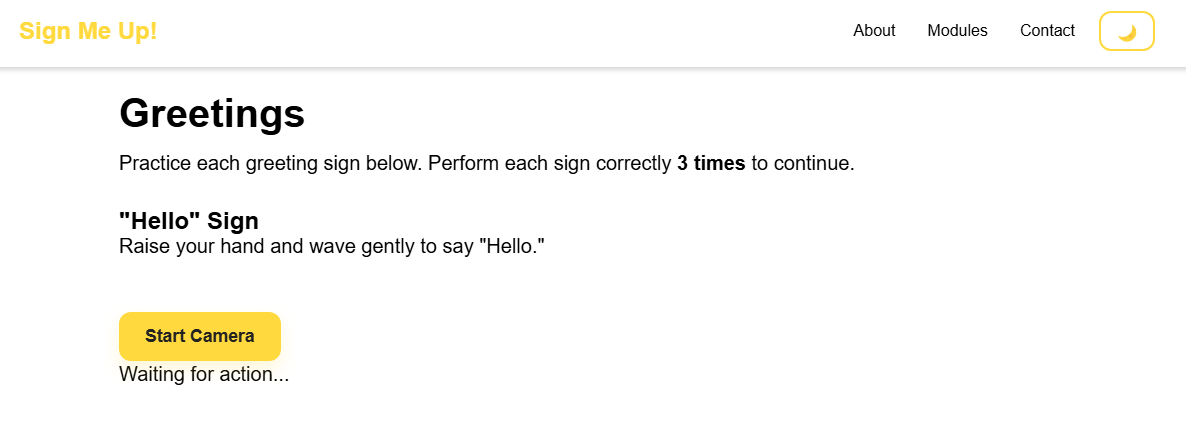 Sign Me Up!
About Modules Contact
Greetings
Practice each greeting sign below. Perform each sign correctly 3 times to continue.
"Hello" Sign
Raise your hand and wave gently to say "Hello."
Start Camera
Waiting for action...